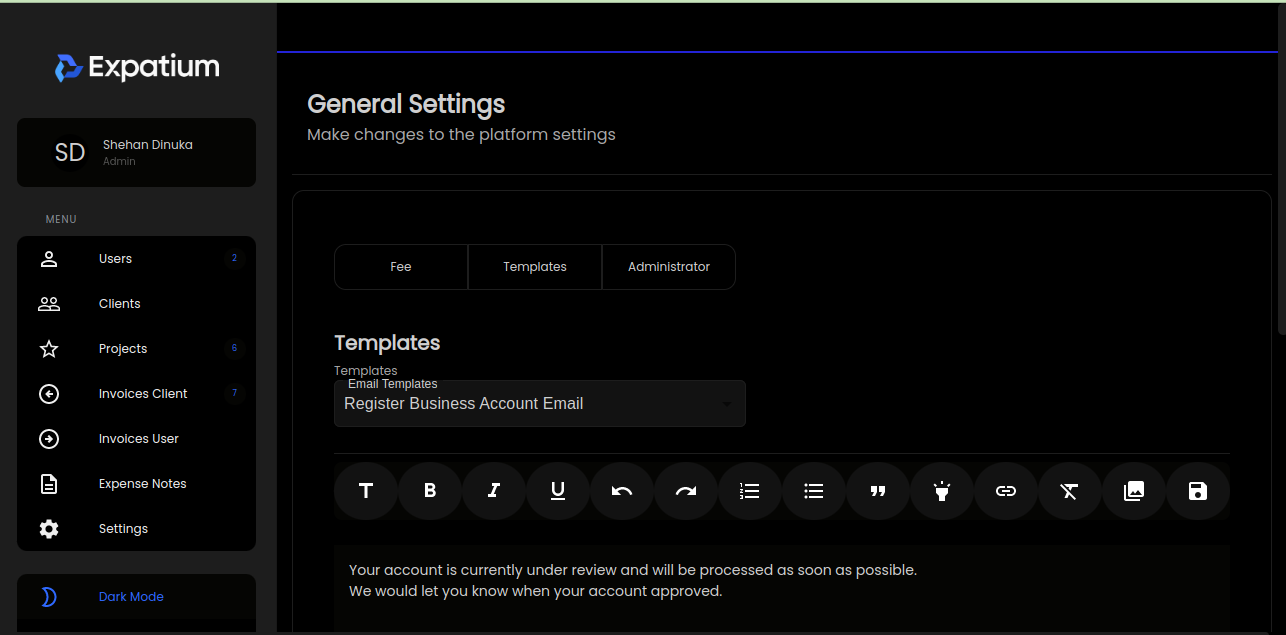 Expatium
SD
Shehan Dinuka
Admin
MENU
Users 2
Clients
Projects 6
Invoices Client 7
Invoices User
Expense Notes
Settings
Dark Mode
General Settings
Make changes to the platform settings
Fee Templates Administrator
Templates
Templates
Email Templates
Register Business Account Email
T B I U
Your account is currently under review and will be processed as soon as possible.
We would let you know when your account approved.